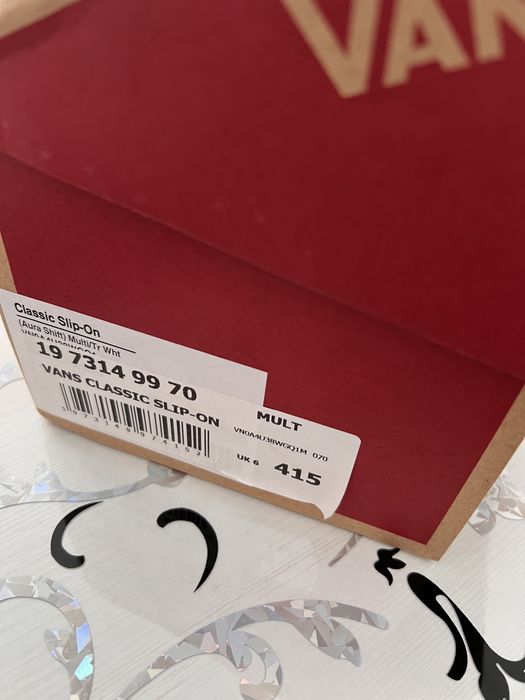 VANS
Classic Slip-On
(Aura Shift) Multi/Tr Wht
19 7314 99 70
VANS CLASSIC SLIP-ON
MULT
VN0A4U38WGQ1M 070
UK 6
415